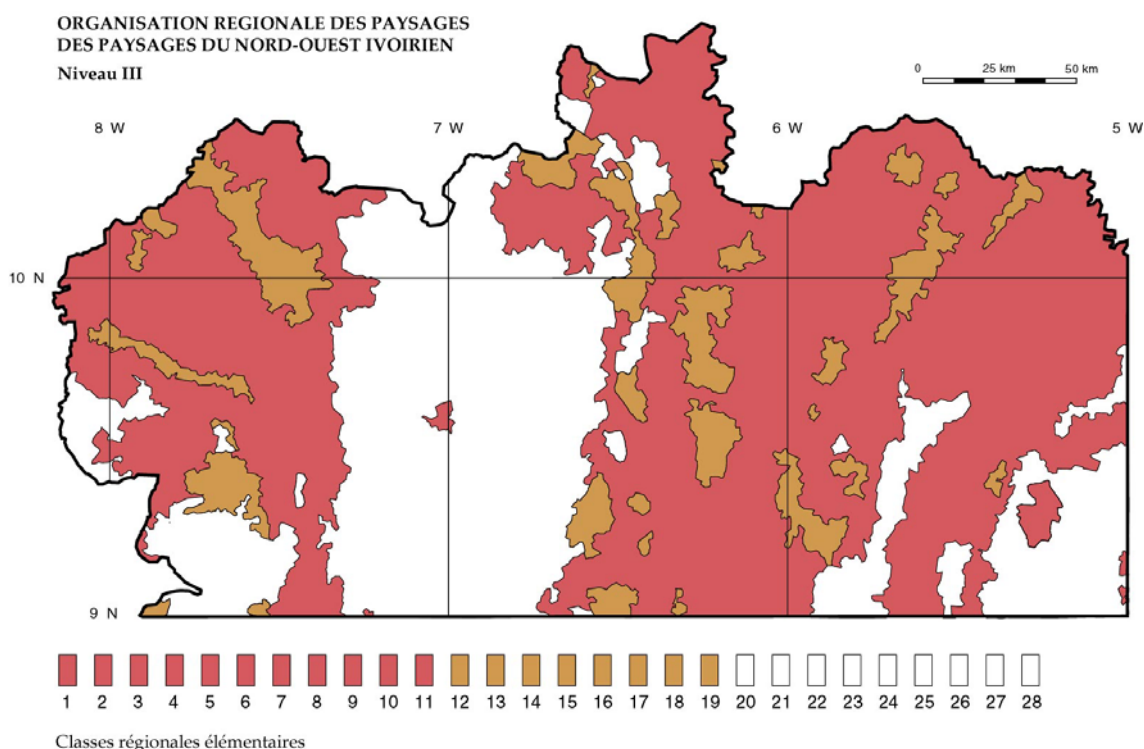 ORGANISATION REGIONALE DES PAYSAGES
DES PAYSAGES DU NORD-OUEST IVOIRIEN
Niveau III
0 25 km 50 km
8 W 7 W 6 W 5 W
10 N
9 N
1 2 3 4 5 6 7 8 9 10 11 12 13 14 15 16 17 18 19 20 21 22 23 24 25 26 27 28
Classes régionales élémentaires